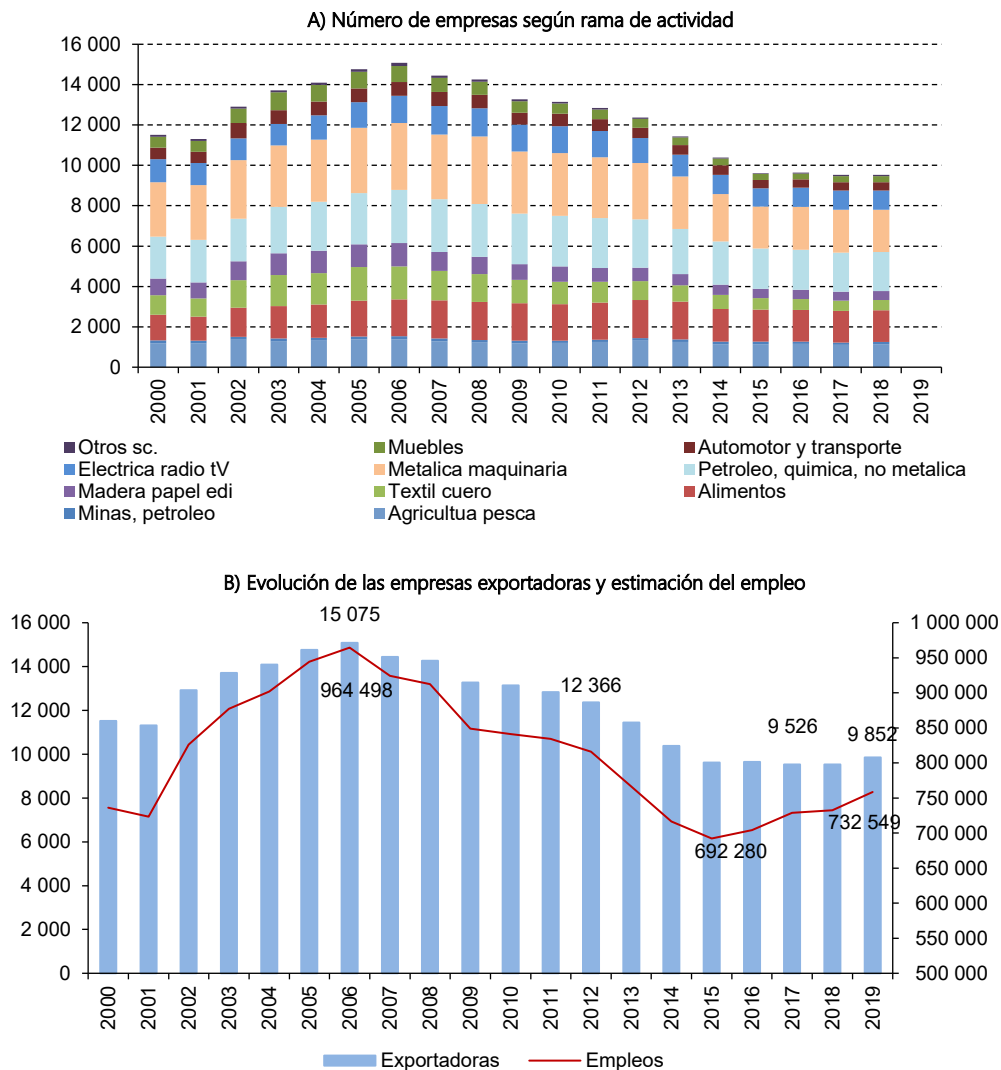 A) Número de empresas según rama de actividad
16 000
14 000
12 000
10 000
8 000
6 000
4 000
2 000
0
2000 2001 2002 2003 2004 2005 2006 2007 2008 2009 2010 2011 2012 2013 2014 2015 2016 2017 2018 2019
Otros sc. Muebles Automotor y transporte
Electrica radio tV Metalica maquinaria Petroleo, quimica, no metalica
Madera papel edi Textil cuero Alimentos
Minas, petroleo Agricultua pesca
B) Evolución de las empresas exportadoras y estimación del empleo
16 000 15 075 1 000 000
14 000 950 000
964 498 12 366 900 000
12 000 850 000
9 526 9 852
10 000 800 000
8 000 750 000
692 280 732 549 700 000
6 000 650 000
4 000 600 000
2 000 550 000
0 500 000
2000 2001 2002 2003 2004 2005 2006 2007 2008 2009 2010 2011 2012 2013 2014 2015 2016 2017 2018 2019
Exportadoras Empleos